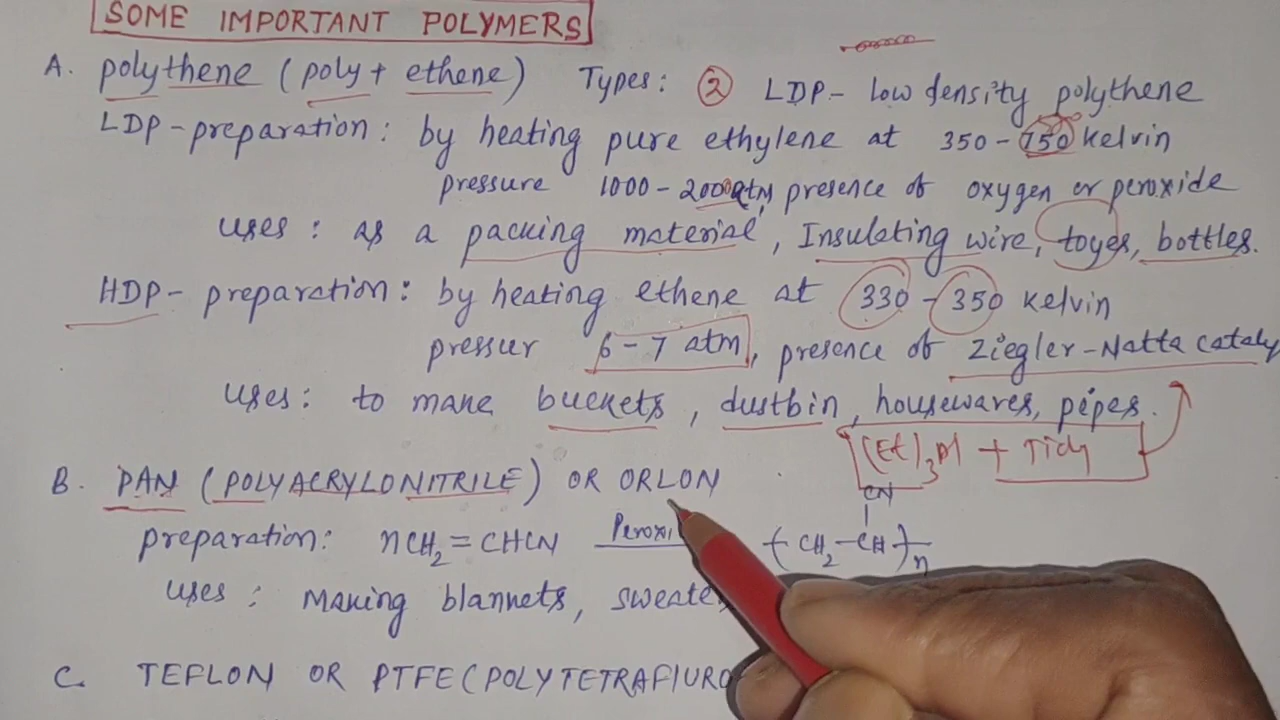 SOME IMPORTANT POLYMERS
A. polythene (poly + ethene) Types: 2 LDP - low density polythene
LDP - preparation: by heating pure ethylene at 350 - 750 kelvin
pressure 1000 - 2000 atm, presence of oxygen or peroxide
uses: as a packing material, Insulating wire, toyes, bottles.
HDP - preparation: by heating ethene at 330 - 350 kelvin
pressur 6 - 7 atm, presence of Ziegler-Natta cataly
uses: to make buckets, dustbin, housewares, pipes.
(Et)3Al + Ticl4
B. PAN (POLYACRYLONITRILE) OR ORLON
CN
preparation: nCH2 = CHCN Peroxi ( CH2 - CH )n
uses: Making blankets, sweate
C. TEFLON OR PTFE (POLYTETRAFlURO